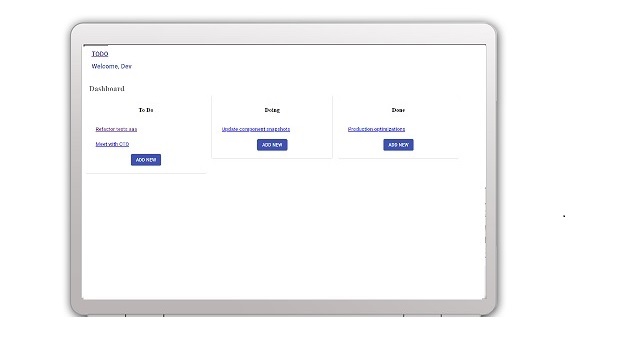 TODO
Welcome, Dev
Dashboard
To Do
Refactor tests aaa
Meet with CTO
ADD NEW
Doing
Update component snapshots
ADD NEW
Done
Production optimizations
ADD NEW